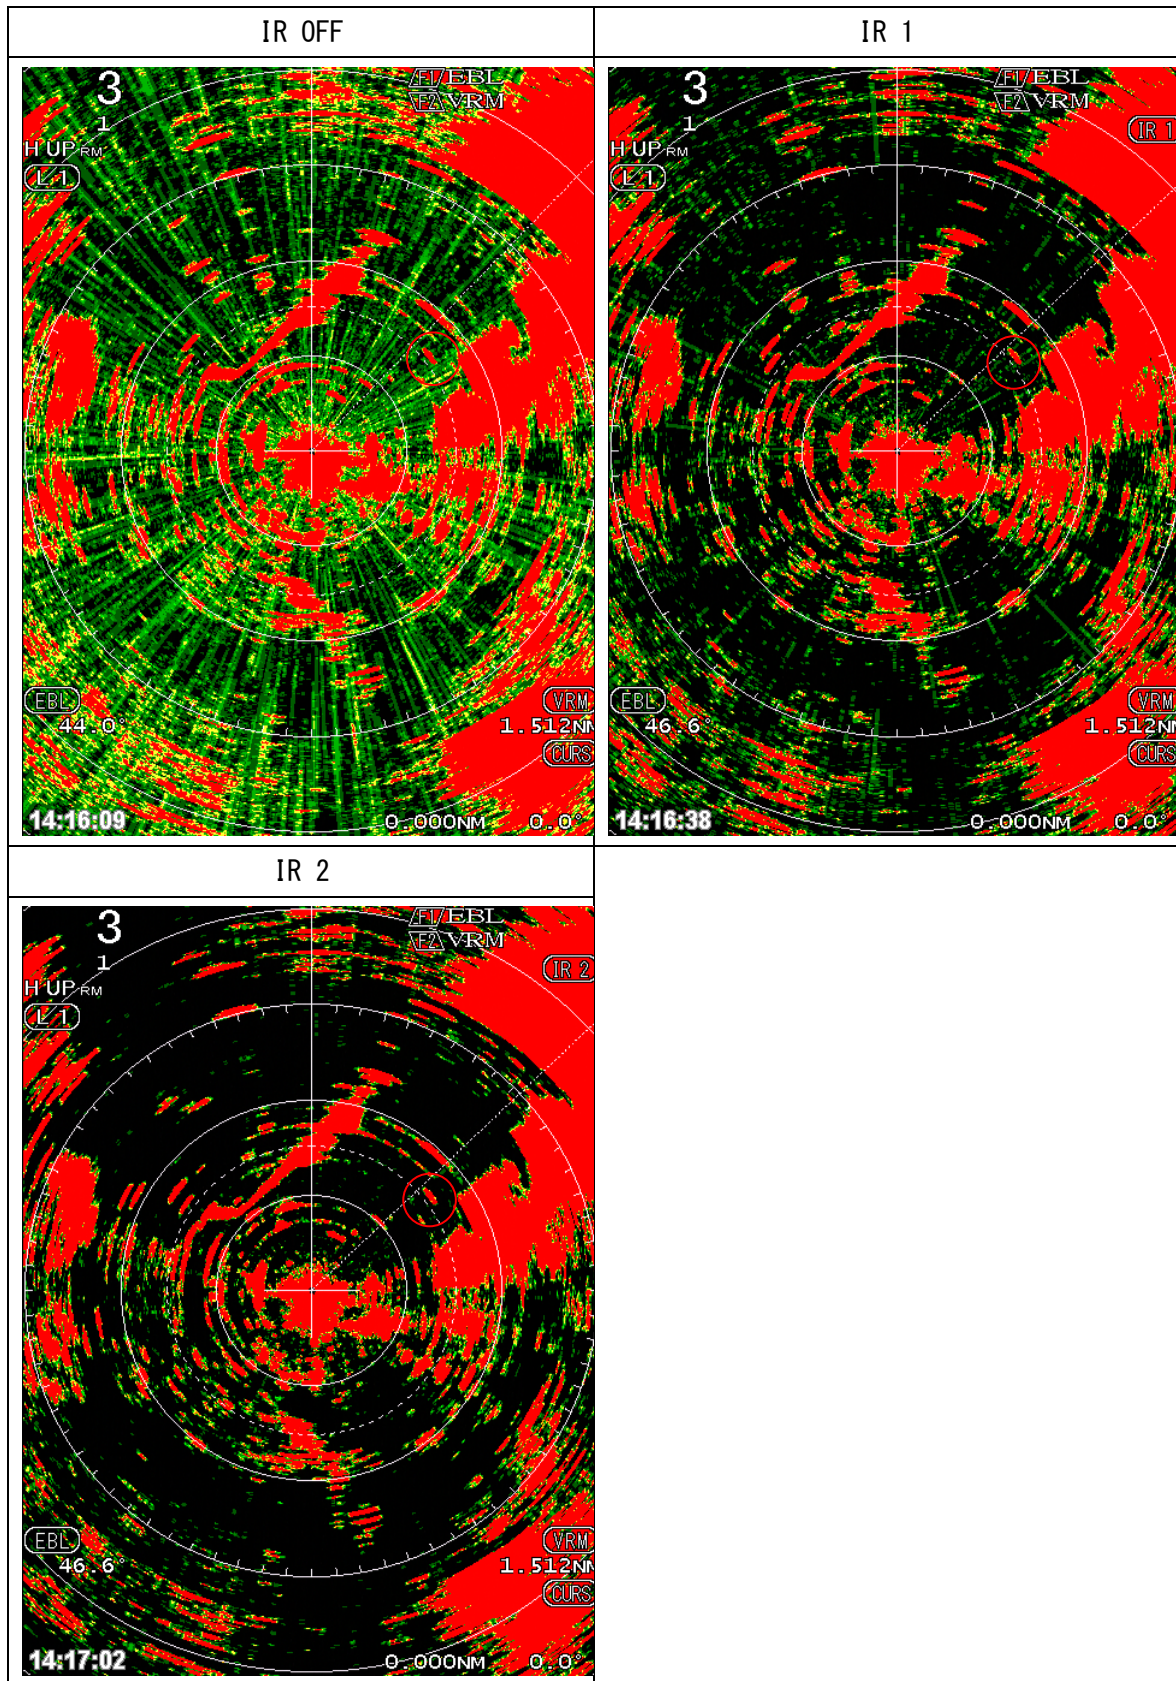 IR OFF
IR 1
3
F1/EBL
F2\VRM
1
H UP RM
L 1
EBL
44.0°
VRM
1.512NM
CURS
14:16:09
0.000NM 0.0°
3
F1/EBL
F2\VRM
1
IR 1
H UP RM
L 1
EBL
46.6°
VRM
1.512NM
CURS
14:16:38
0.000NM 0.0°
IR 2
3
F1/EBL
F2\VRM
1
IR 2
H UP RM
L 1
EBL
46.6°
VRM
1.512NM
CURS
14:17:02
0.000NM 0.0°